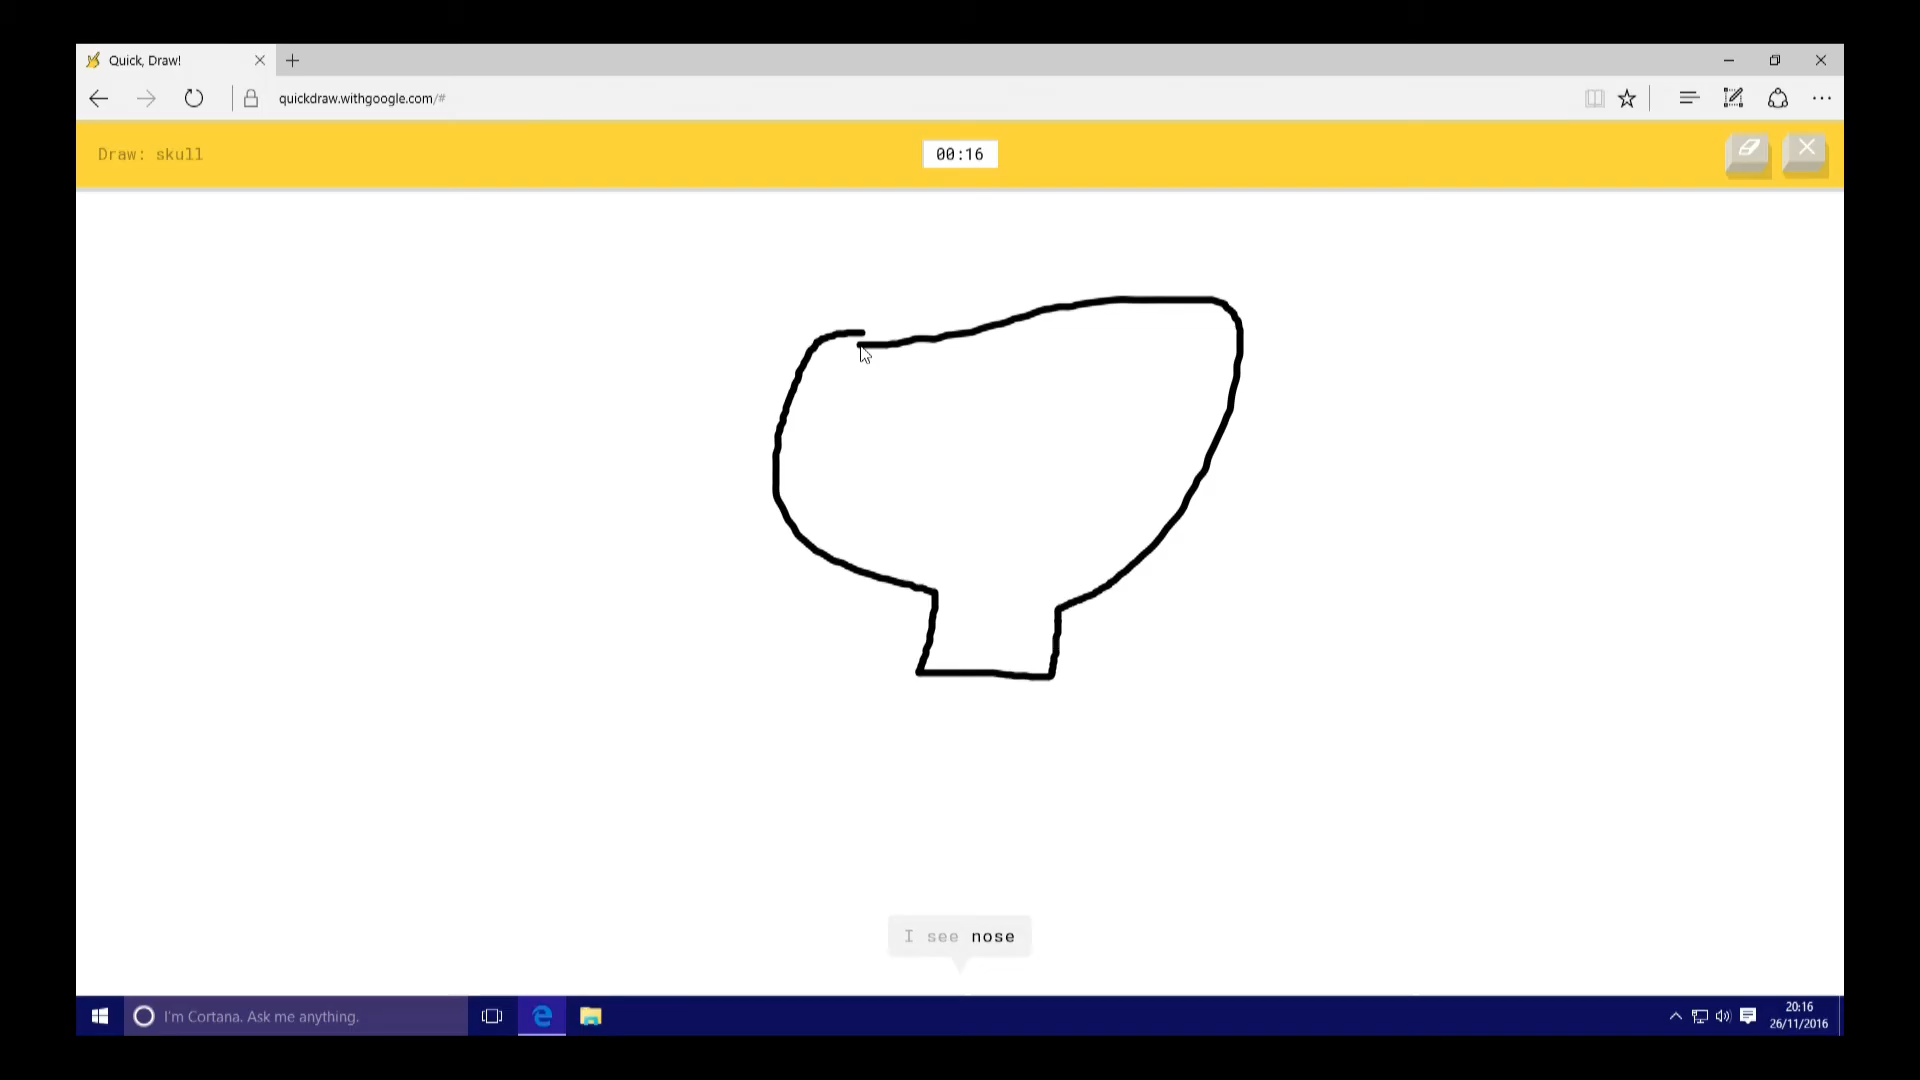 Quick, Draw!
quickdraw.withgoogle.com/#
Draw: skull
00:16
I see nose
I'm Cortana. Ask me anything.
20:16
26/11/2016